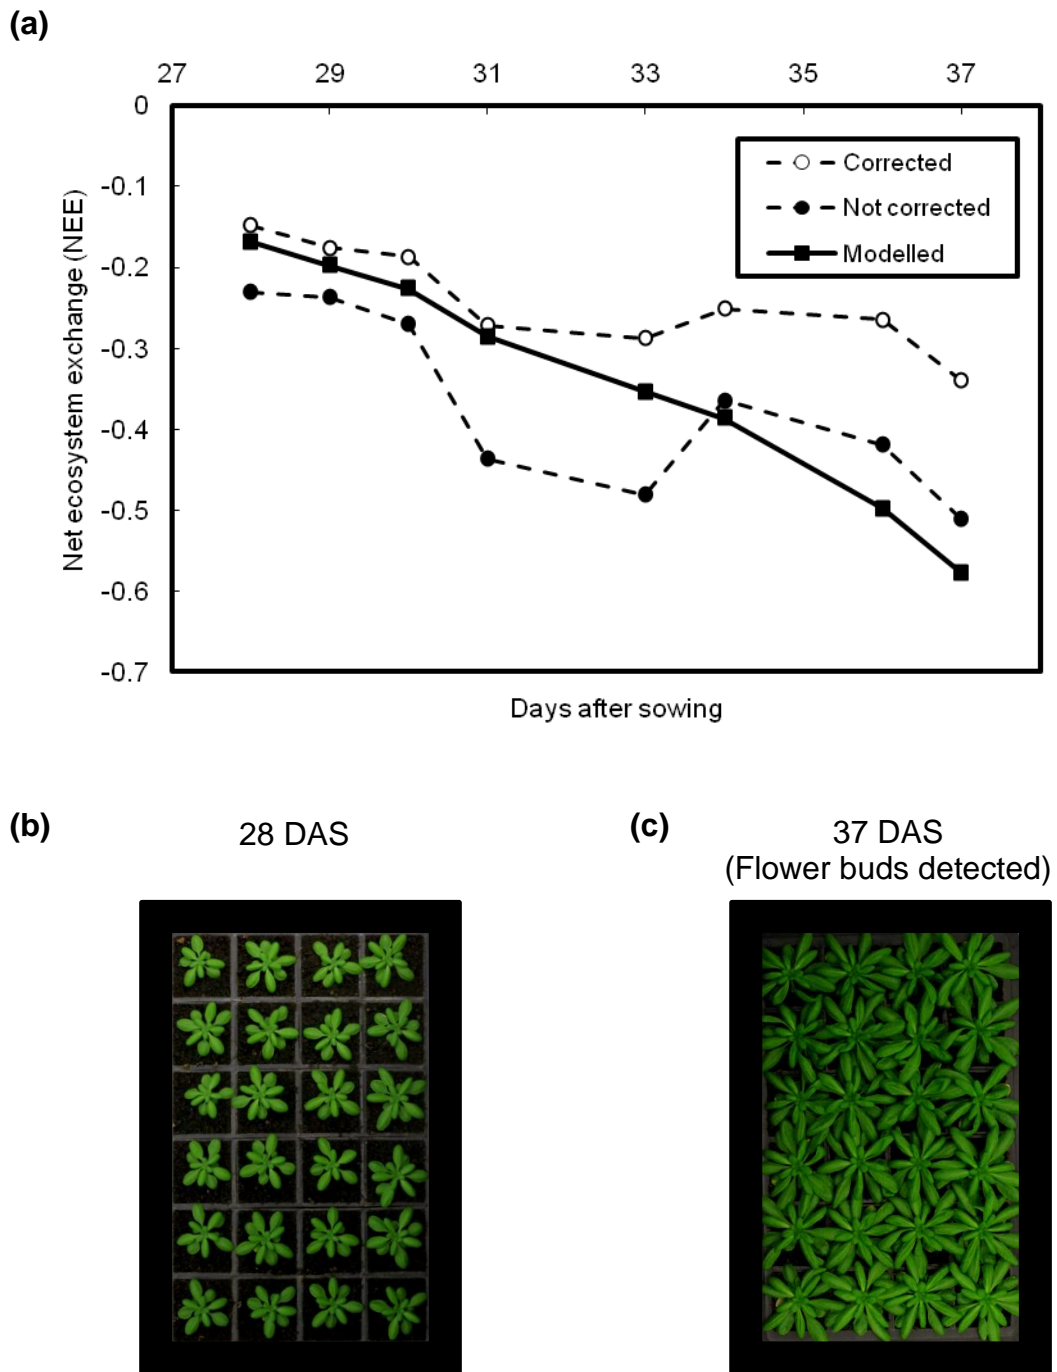 (a)
27 29 31 33 35 37
0
-0.1
-0.2
-0.3
-0.4
-0.5
-0.6
-0.7
Net ecosystem exchange (NEE)
Corrected
Not corrected
Modelled
Days after sowing
(b)
28 DAS
(c)
37 DAS
(Flower buds detected)